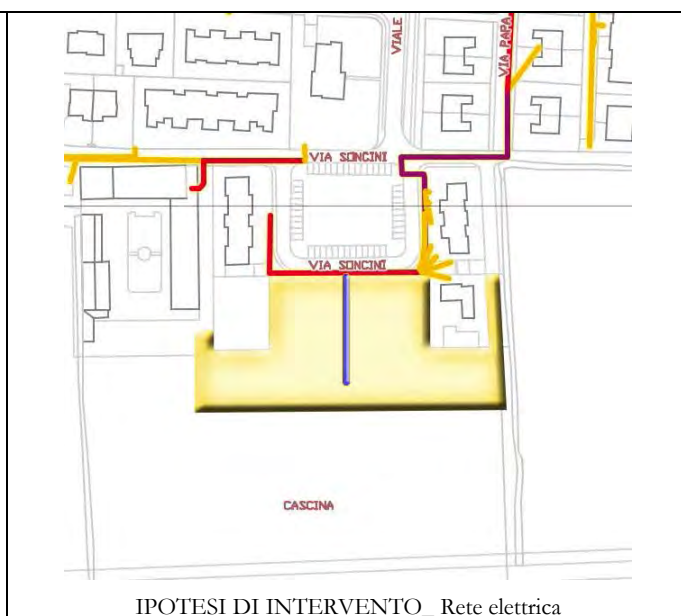 VIALE
VIA PAPA
VIA SONCINI
VIA SONCINI
CASCINA
IPOTESI DI INTERVENTO_ Rete elettrica